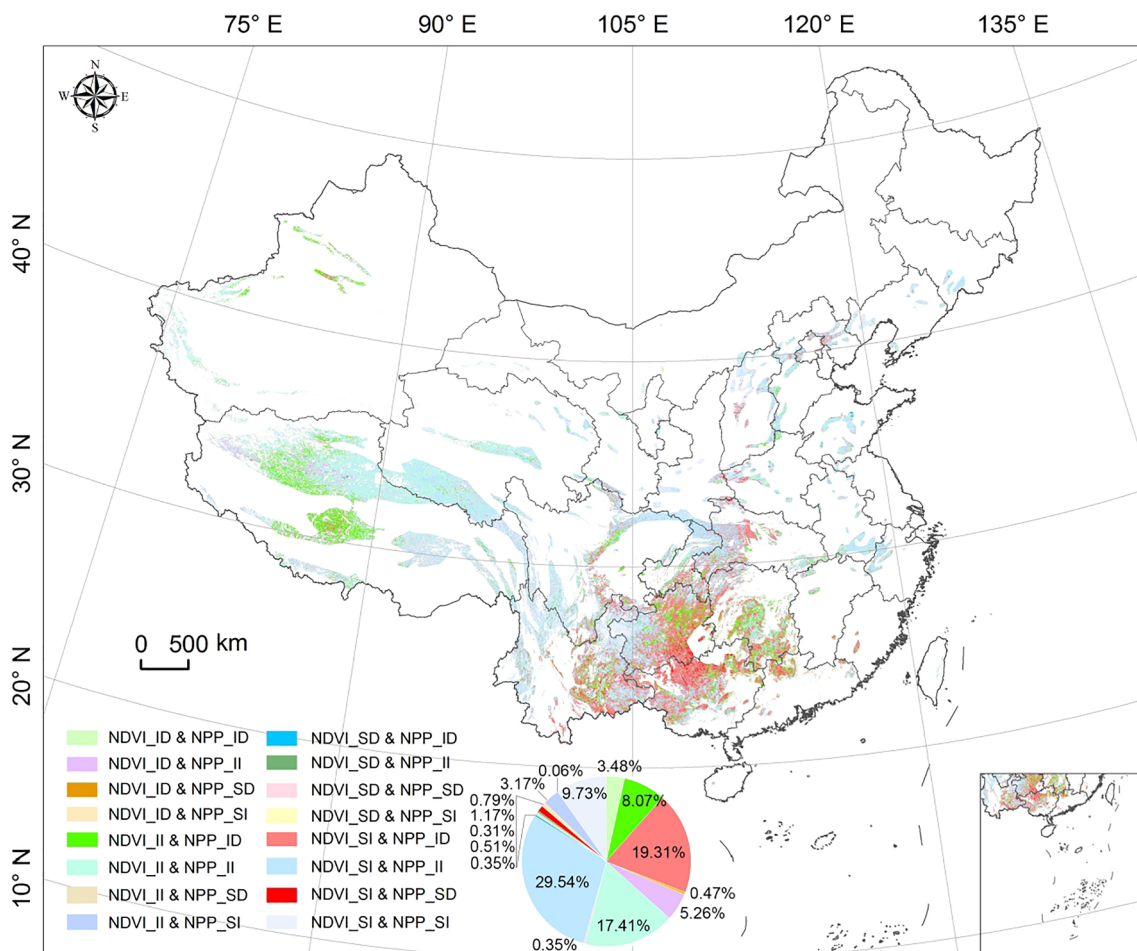 75° E 90° E 105° E 120° E 135° E
N
W E
S
40° N
30° N
20° N
10° N
0 500 km
NDVI_ID & NPP_ID NDVI_SD & NPP_ID
NDVI_ID & NPP_II NDVI_SD & NPP_II
NDVI_ID & NPP_SD NDVI_SD & NPP_SD
NDVI_ID & NPP_SI NDVI_SD & NPP_SI
NDVI_II & NPP_ID NDVI_SI & NPP_ID
NDVI_II & NPP_II NDVI_SI & NPP_II
NDVI_II & NPP_SD NDVI_SI & NPP_SD
NDVI_II & NPP_SI NDVI_SI & NPP_SI
3.48%
8.07%
19.31%
0.47%
5.26%
17.41%
0.35%
29.54%
0.35%
0.51%
0.31%
1.17%
0.79%
3.17%
0.06%
9.73%